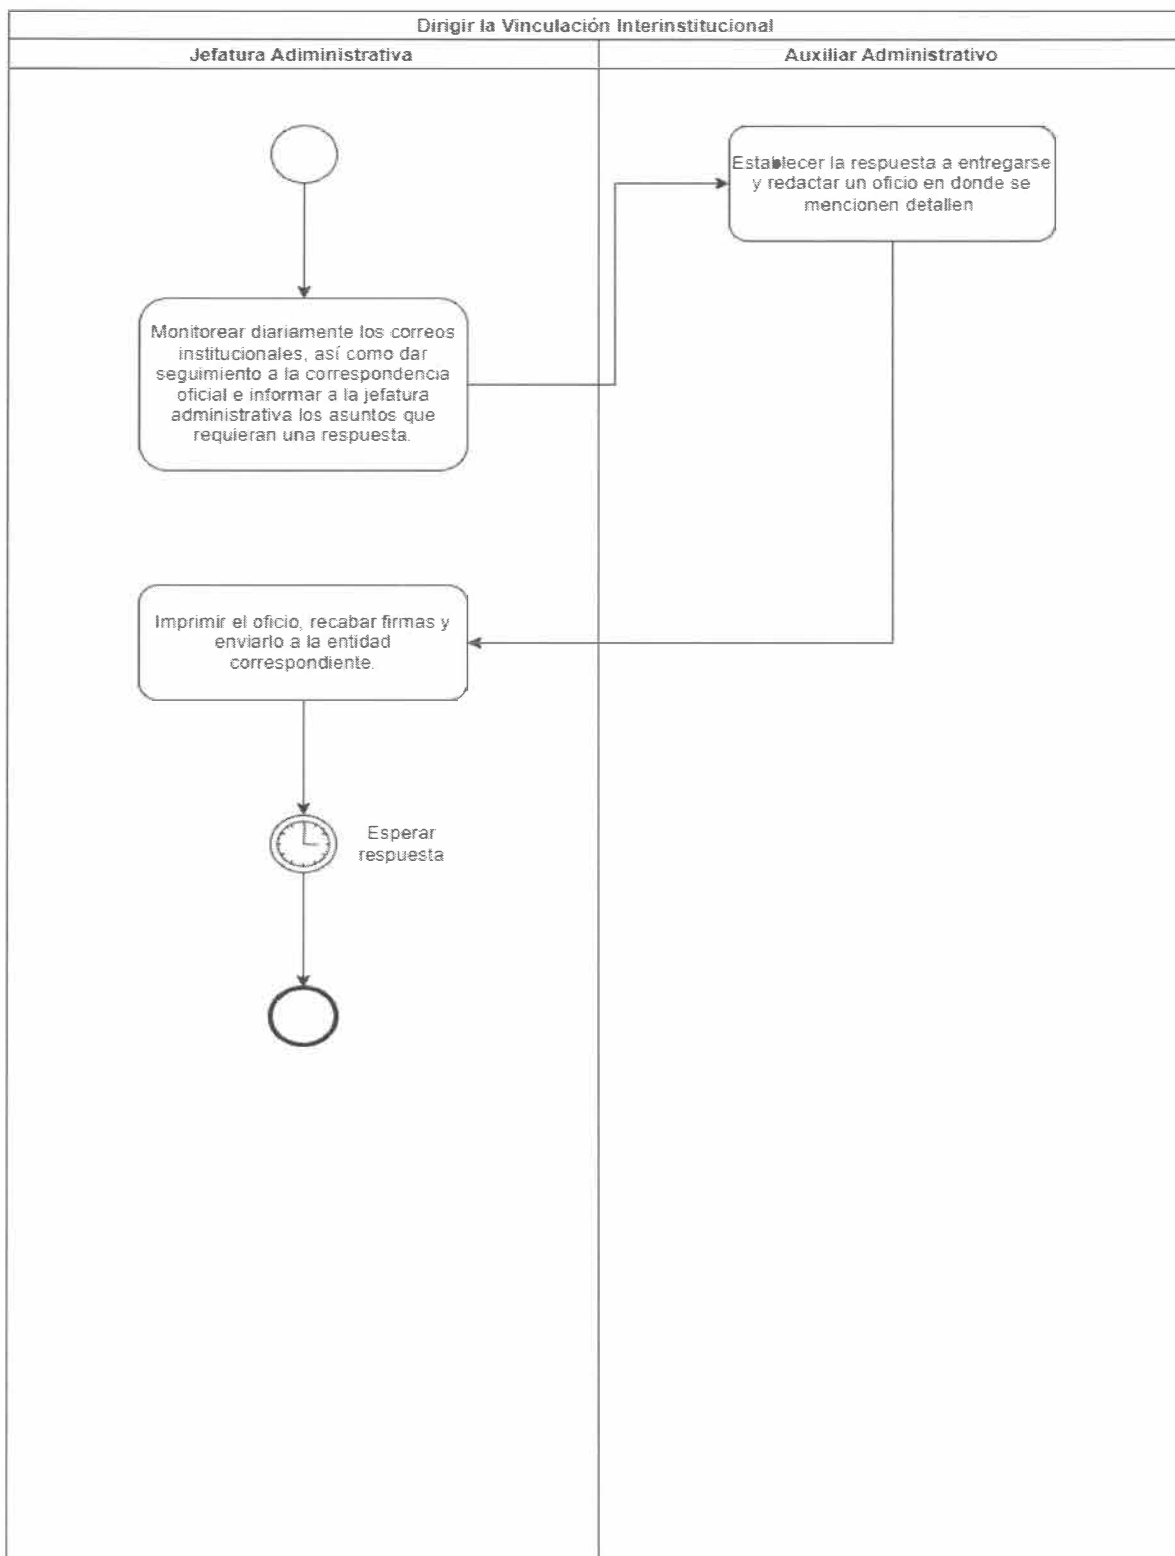 Dirigir la Vinculación Interinstitucional
Jefatura Adiministrativa
Auxiliar Administrativo
Establecer la respuesta a entregarse
y redactar un oficio en donde se
mencionen detallen
Monitorear diariamente los correos
institucionales, así como dar
seguimiento a la correspondencia
oficial e informar a la jefatura
administrativa los asuntos que
requieran una respuesta.
Imprimir el oficio, recabar firmas y
enviarlo a la entidad
correspondiente.
Esperar
respuesta